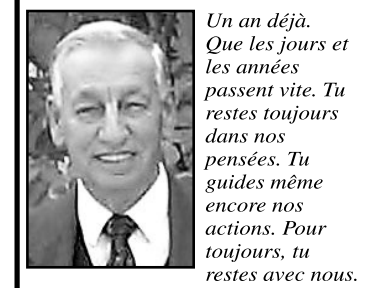 Un an déjà.
Que les jours et
les années
passent vite. Tu
restes toujours
dans nos
pensées. Tu
guides même
encore nos
actions. Pour
toujours, tu
restes avec nous.